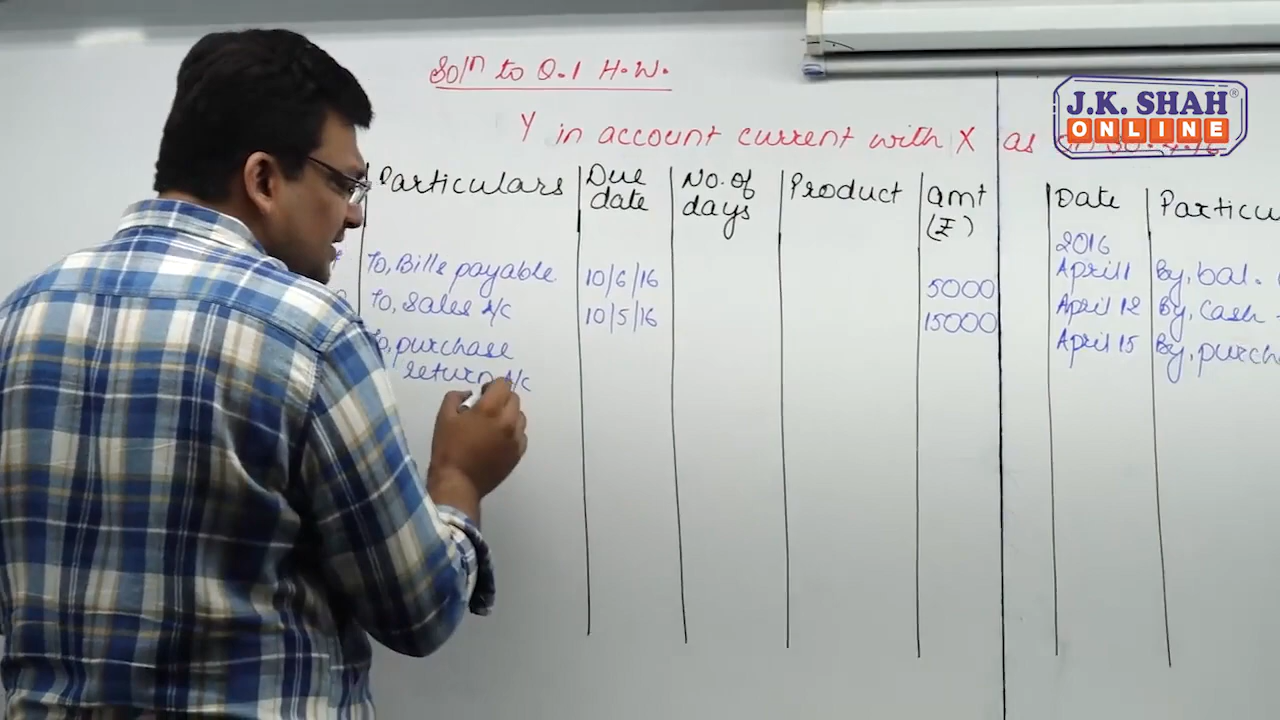 Solⁿ to Q.1 H.W.
J.K. SHAH®
ONLINE
Y in account current with X as
Particulars Due date No. of days Product Amt (₹) Date Particu
2016
To, Bills payable 10/6/16 5000 April 1 By, bal.
To, Sales A/c 10/5/16 15000 April 12 By, Cash
To, purchase April 15 By, purcha
return A/c